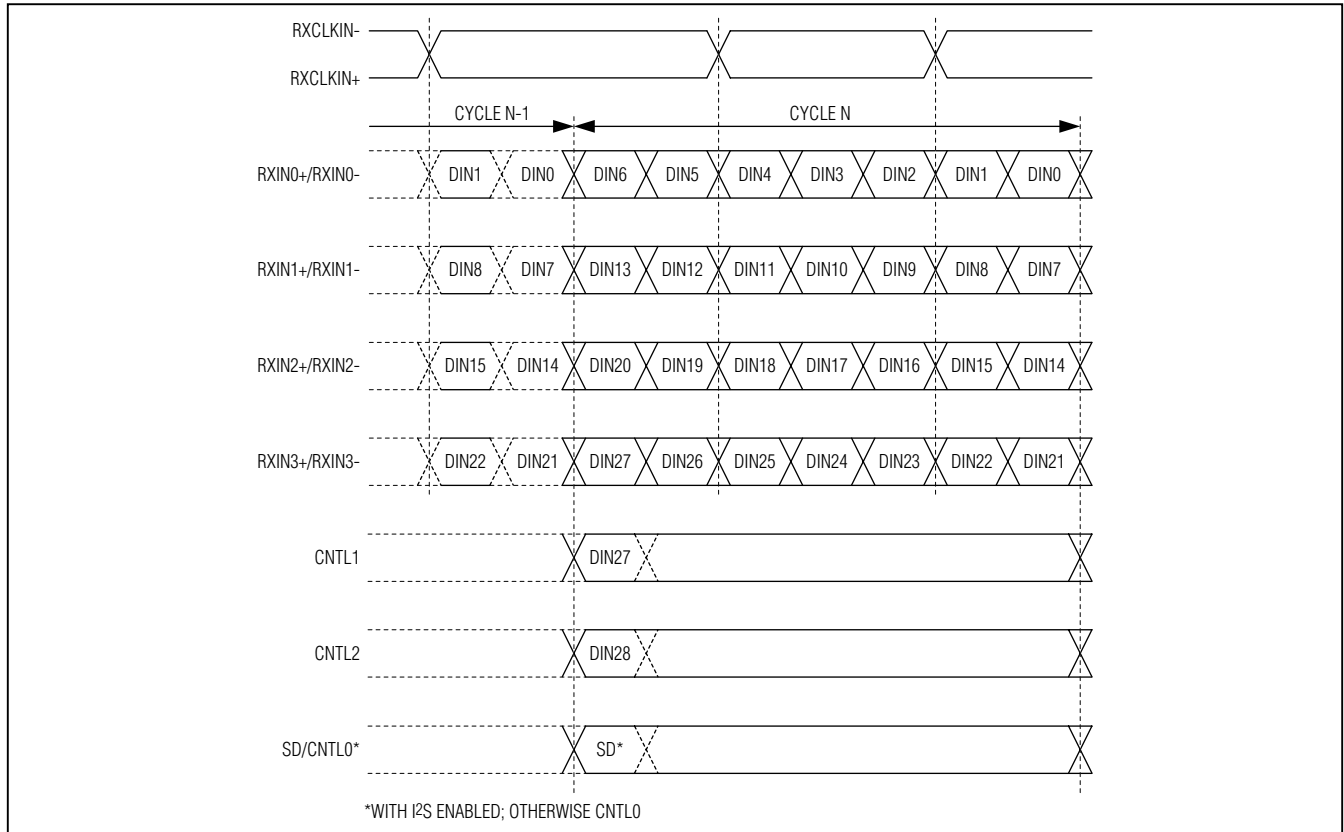 RXCLKIN-
RXCLKIN+
CYCLE N-1 CYCLE N
RXIN0+/RXIN0- DIN1 DIN0 DIN6 DIN5 DIN4 DIN3 DIN2 DIN1 DIN0
RXIN1+/RXIN1- DIN8 DIN7 DIN13 DIN12 DIN11 DIN10 DIN9 DIN8 DIN7
RXIN2+/RXIN2- DIN15 DIN14 DIN20 DIN19 DIN18 DIN17 DIN16 DIN15 DIN14
RXIN3+/RXIN3- DIN22 DIN21 DIN27 DIN26 DIN25 DIN24 DIN23 DIN22 DIN21
CNTL1 DIN27
CNTL2 DIN28
SD/CNTL0* SD*
*WITH I2S ENABLED; OTHERWISE CNTL0